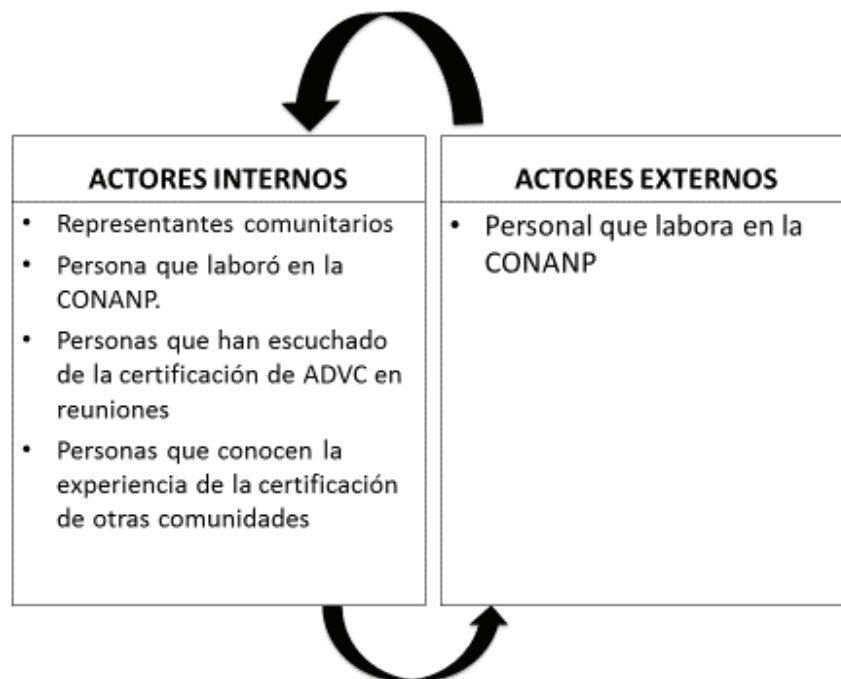 ACTORES INTERNOS
• Representantes comunitarios
• Persona que laboró en la
CONANP.
• Personas que han escuchado
de la certificación de ADVC en
reuniones
• Personas que conocen la
experiencia de la certificación
de otras comunidades
ACTORES EXTERNOS
• Personal que labora en la
CONANP